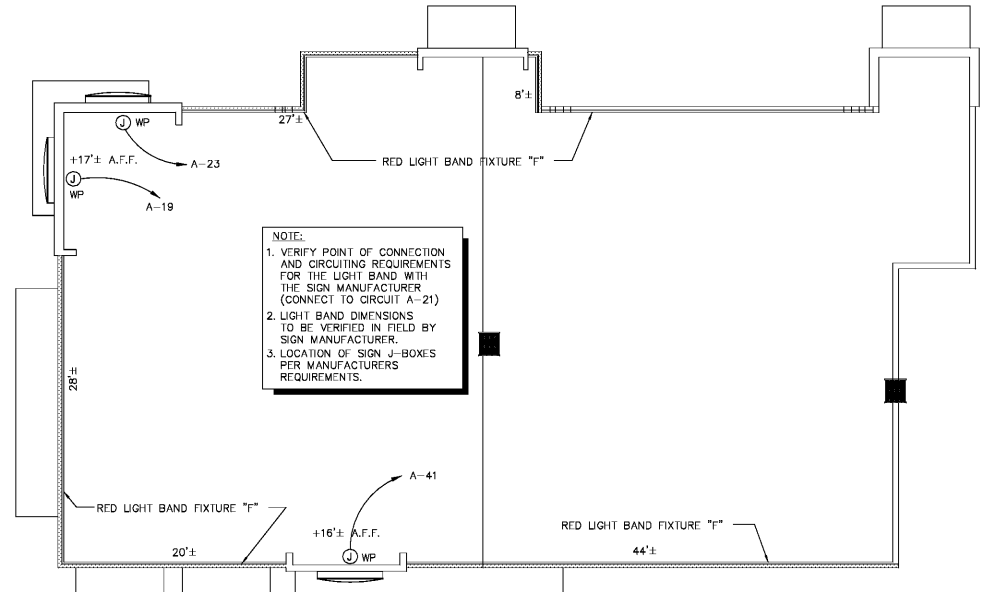 8'±
27'±
J WP
+17'± A.F.F.
A-23
RED LIGHT BAND FIXTURE "F"
J
WP
A-19
NOTE:
1. VERIFY POINT OF CONNECTION
AND CIRCUITING REQUIREMENTS
FOR THE LIGHT BAND WITH
THE SIGN MANUFACTURER
(CONNECT TO CIRCUIT A-21)
2. LIGHT BAND DIMENSIONS
TO BE VERIFIED IN FIELD BY
SIGN MANUFACTURER.
3. LOCATION OF SIGN J-BOXES
PER MANUFACTURERS
REQUIREMENTS.
28'±
A-41
RED LIGHT BAND FIXTURE "F"
+16'± A.F.F.
RED LIGHT BAND FIXTURE "F"
20'±
J WP
44'±